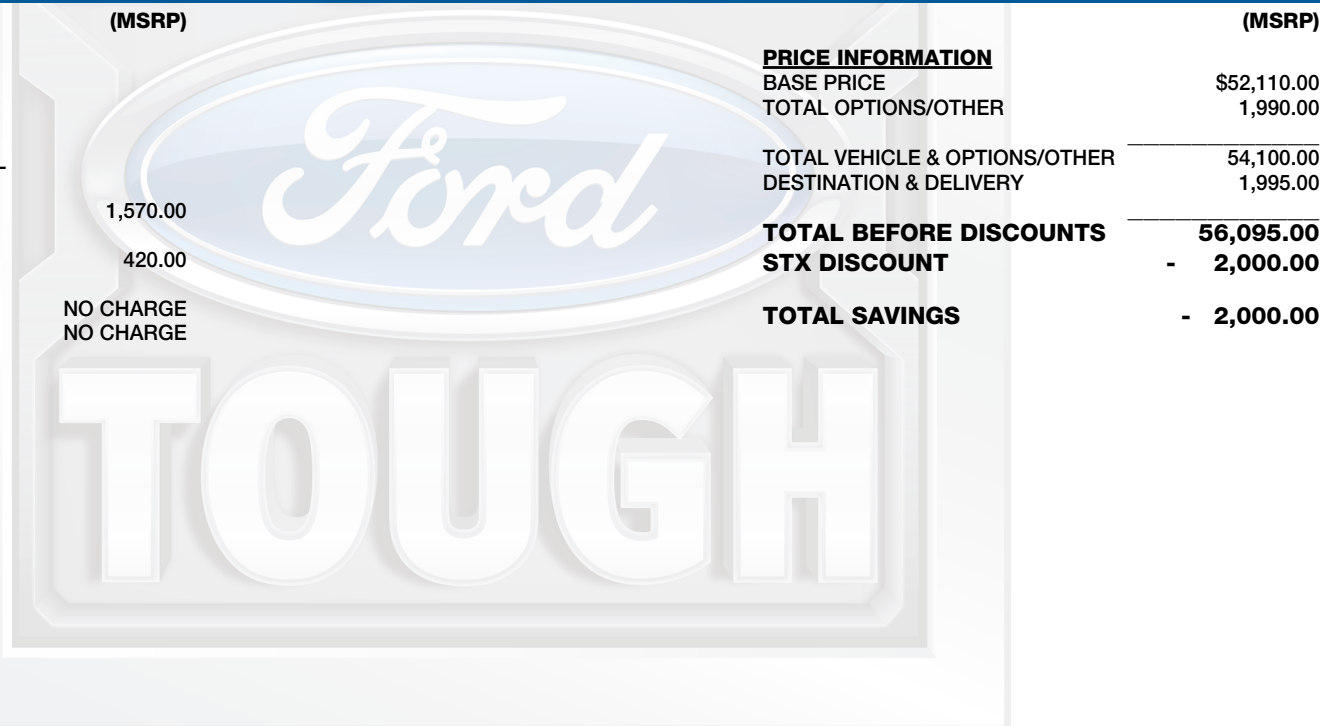 (MSRP)
1,570.00
420.00
NO CHARGE
NO CHARGE
Ford
TOUGH
(MSRP)
PRICE INFORMATION
BASE PRICE $52,110.00
TOTAL OPTIONS/OTHER 1,990.00
TOTAL VEHICLE & OPTIONS/OTHER 54,100.00
DESTINATION & DELIVERY 1,995.00
TOTAL BEFORE DISCOUNTS 56,095.00
STX DISCOUNT - 2,000.00
TOTAL SAVINGS - 2,000.00